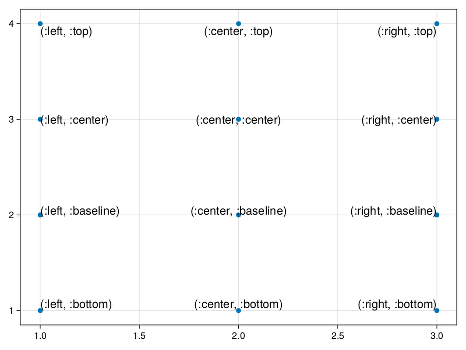 4
(:left, :top) (:center, :top) (:right, :top)
3 (:left, :center) (:center, :center) (:right, :center)
2 (:left, :baseline) (:center, :baseline) (:right, :baseline)
1 (:left, :bottom) (:center, :bottom) (:right, :bottom)
1.0 1.5 2.0 2.5 3.0